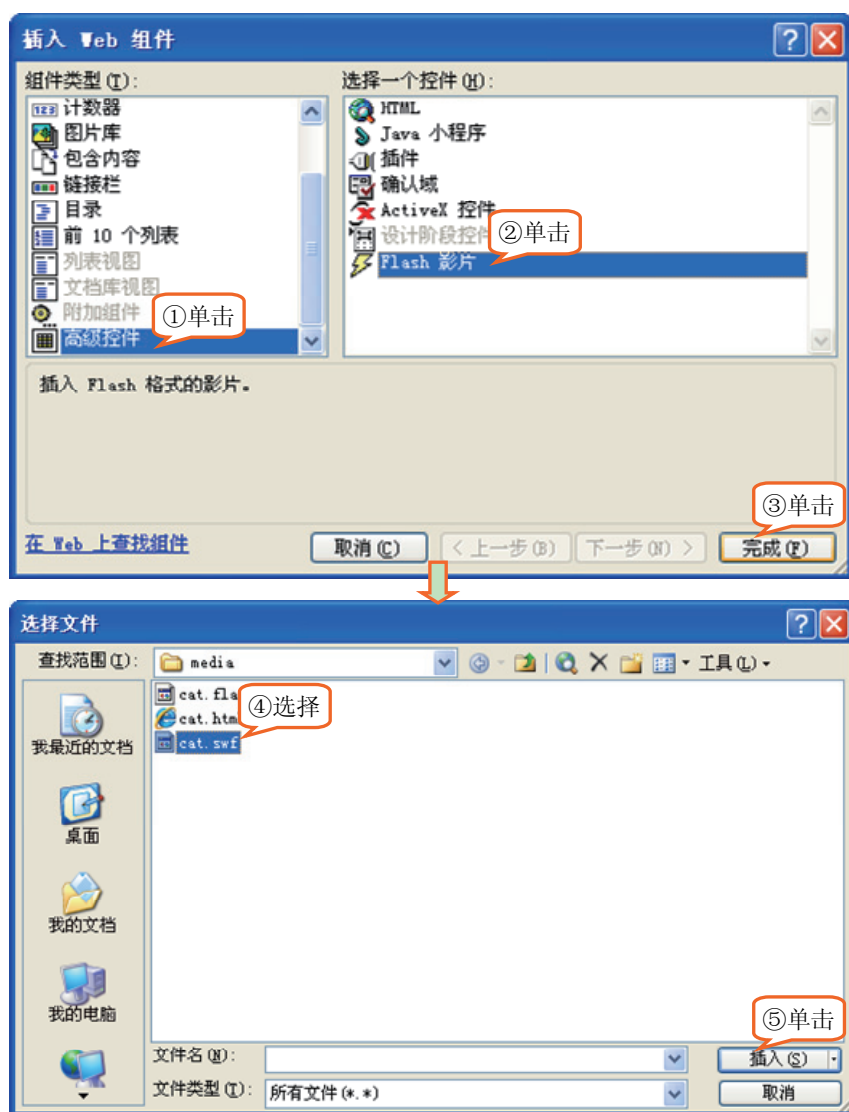 插入 Web 组件
组件类型(T):
选择一个控件(H):
计数器
图片库
包含内容
链接栏
目录
前 10 个列表
列表视图
文档库视图
附加组件
高级控件
①单击
HTML
Java 小程序
插件
确认域
ActiveX 控件
设计阶段控件
Flash 影片
②单击
插入 Flash 格式的影片。
③单击
在 Web 上查找组件
取消(C)
< 上一步(B)
下一步(N) >
完成(F)
选择文件
查找范围(I):
media
工具(L)
我最近的文档
桌面
我的文档
我的电脑
cat.fla
cat.htm
cat.swf
④选择
⑤单击
文件名(N):
插入(S)
文件类型(T):
所有文件(*.*)
取消